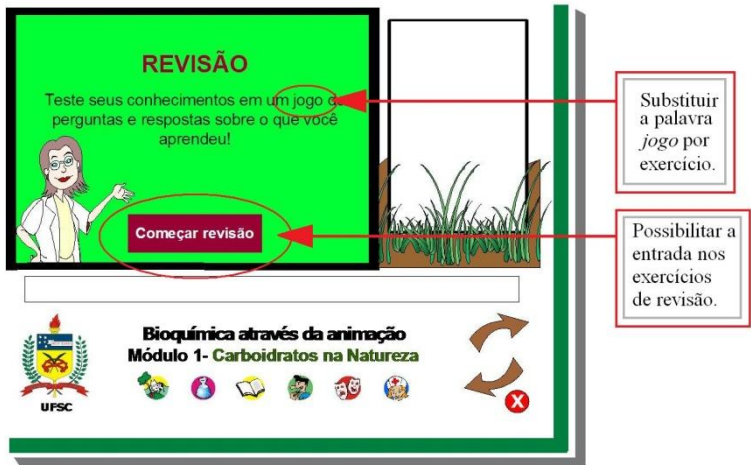 REVISÃO
Teste seus conhecimentos em um jogo de
perguntas e respostas sobre o que você
aprendeu!
Começar revisão
Substituir
a palavra
jogo por
exercício.
Possibilitar a
entrada nos
exercícios
de revisão.
Bioquímica através da animação
Módulo 1- Carboidratos na Natureza
UFSC
X